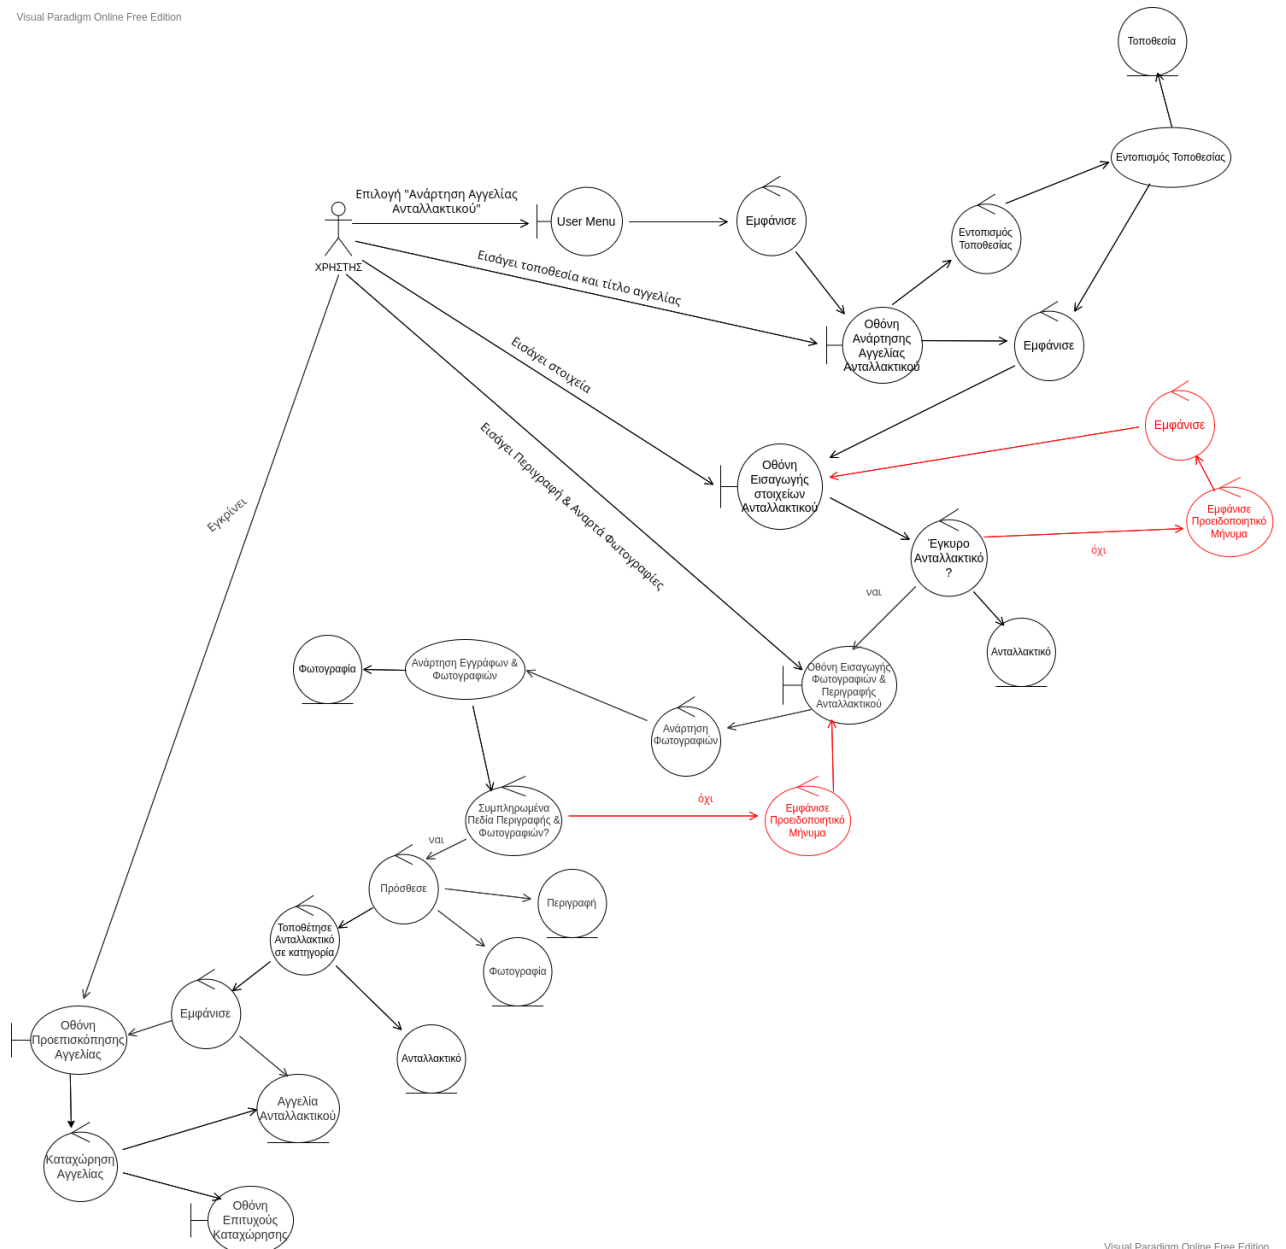 Visual Paradigm Online Free Edition
Τοποθεσία
Εντοπισμός Τοποθεσίας
Επιλογή "Ανάρτηση Αγγελίας
Ανταλλακτικού"
User Menu
Εμφάνισε
Εντοπισμός
Τοποθεσίας
ΧΡΗΣΤΗΣ
Εισάγει τοποθεσία και τίτλο αγγελίας
Οθόνη
Ανάρτησης
Αγγελίας
Ανταλλακτικού
Εμφάνισε
Εισάγει στοιχεία
Εμφάνισε
Εισάγει Περιγραφή & Αναρτά Φωτογραφίες
Οθόνη
Εισαγωγής
στοιχείων
Ανταλλακτικού
Εγκρίνει
Εμφάνισε
Προειδοποιητικό
Μήνυμα
Έγκυρο
Ανταλλακτικό
?
όχι
ναι
Ανταλλακτικό
Φωτογραφία
Ανάρτηση Εγγράφων &
Φωτογραφιών
Οθόνη Εισαγωγής
Φωτογραφιών &
Περιγραφής
Ανταλλακτικού
Ανάρτηση
Φωτογραφιών
Συμπληρωμένα
Πεδία Περιγραφής &
Φωτογραφιών?
όχι
Εμφάνισε
Προειδοποιητικό
Μήνυμα
ναι
Πρόσθεσε
Περιγραφή
Τοποθέτησε
Ανταλλακτικό
σε κατηγορία
Φωτογραφία
Εμφάνισε
Οθόνη
Προεπισκόπησης
Αγγελίας
Ανταλλακτικό
Αγγελία
Ανταλλακτικού
Καταχώρηση
Αγγελίας
Οθόνη
Επιτυχούς
Καταχώρησης
Visual Paradigm Online Free Edition